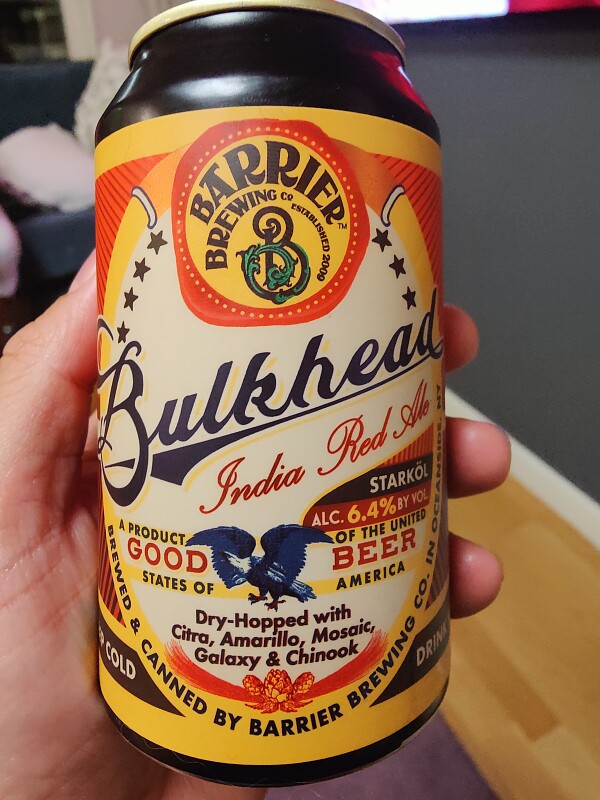 BARRIER
BREWING CO
ESTABLISHED 2009
TM
B
Bulkhead
India Red Ale
STARKÖL
ALC. 6.4% BY VOL.
A PRODUCT OF THE UNITED
GOOD BEER
STATES OF AMERICA
Dry-Hopped with
Citra, Amarillo, Mosaic,
Galaxy & Chinook
COLD
DRINK
BREWED & CANNED BY BARRIER BREWING CO. IN OCEANSIDE, NY